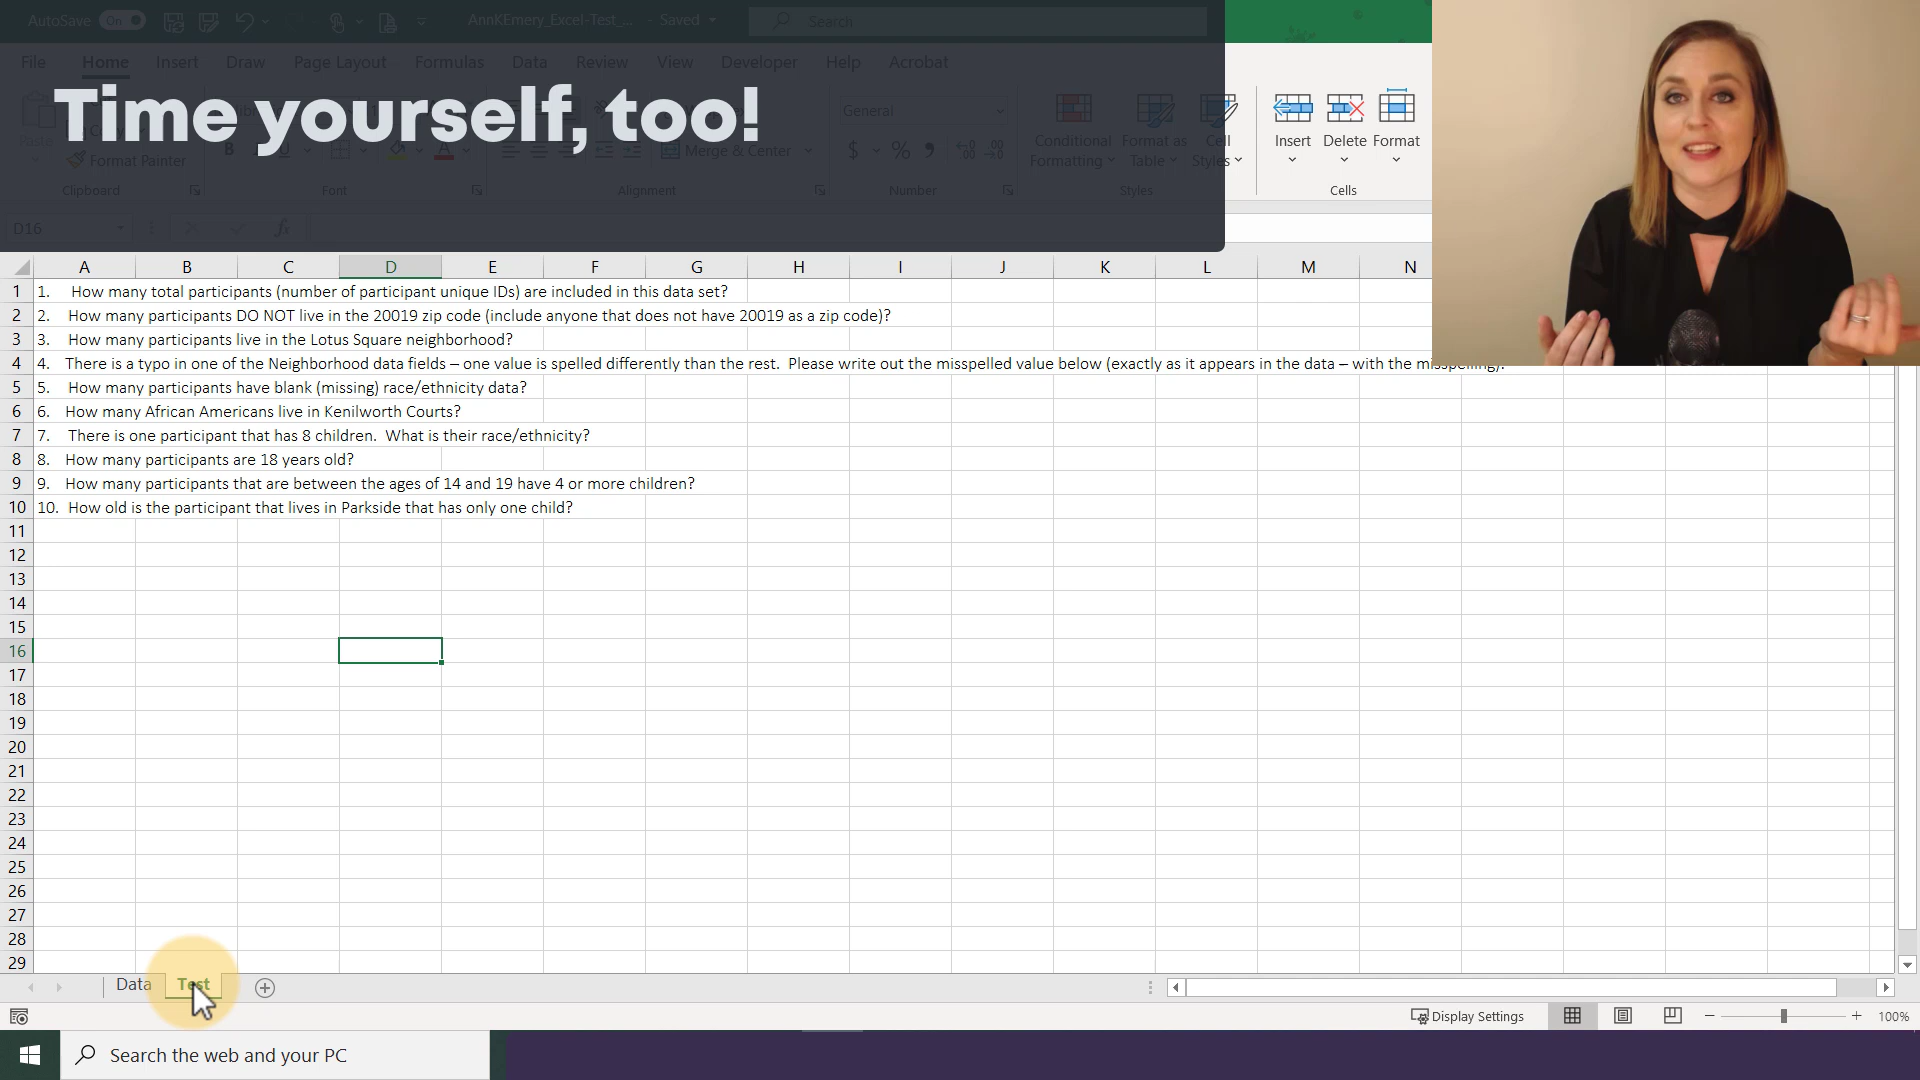 AutoSave On AnnKEmery_Excel-Test_... - Saved Search
File Home Insert Draw Page Layout Formulas Data Review View Developer Help Acrobat
Time yourself, too!
General
Paste
Format Painter
B
Merge & Center
$ % 9
Conditional Formatting
Format as Table
Cell Styles
Insert Delete Format
Clipboard Font Alignment Number Styles Cells
D16 fx
A B C D E F G H I J K L M N
1 1. How many total participants (number of participant unique IDs) are included in this data set?
2 2. How many participants DO NOT live in the 20019 zip code (include anyone that does not have 20019 as a zip code)?
3 3. How many participants live in the Lotus Square neighborhood?
4 4. There is a typo in one of the Neighborhood data fields – one value is spelled differently than the rest. Please write out the misspelled value below (exactly as it appears in the data – with the misspelling).
5 5. How many participants have blank (missing) race/ethnicity data?
6 6. How many African Americans live in Kenilworth Courts?
7 7. There is one participant that has 8 children. What is their race/ethnicity?
8 8. How many participants are 18 years old?
9 9. How many participants that are between the ages of 14 and 19 have 4 or more children?
10 10. How old is the participant that lives in Parkside that has only one child?
11
12
13
14
15
16
17
18
19
20
21
22
23
24
25
26
27
28
29
Data Test
Display Settings 100%
Search the web and your PC